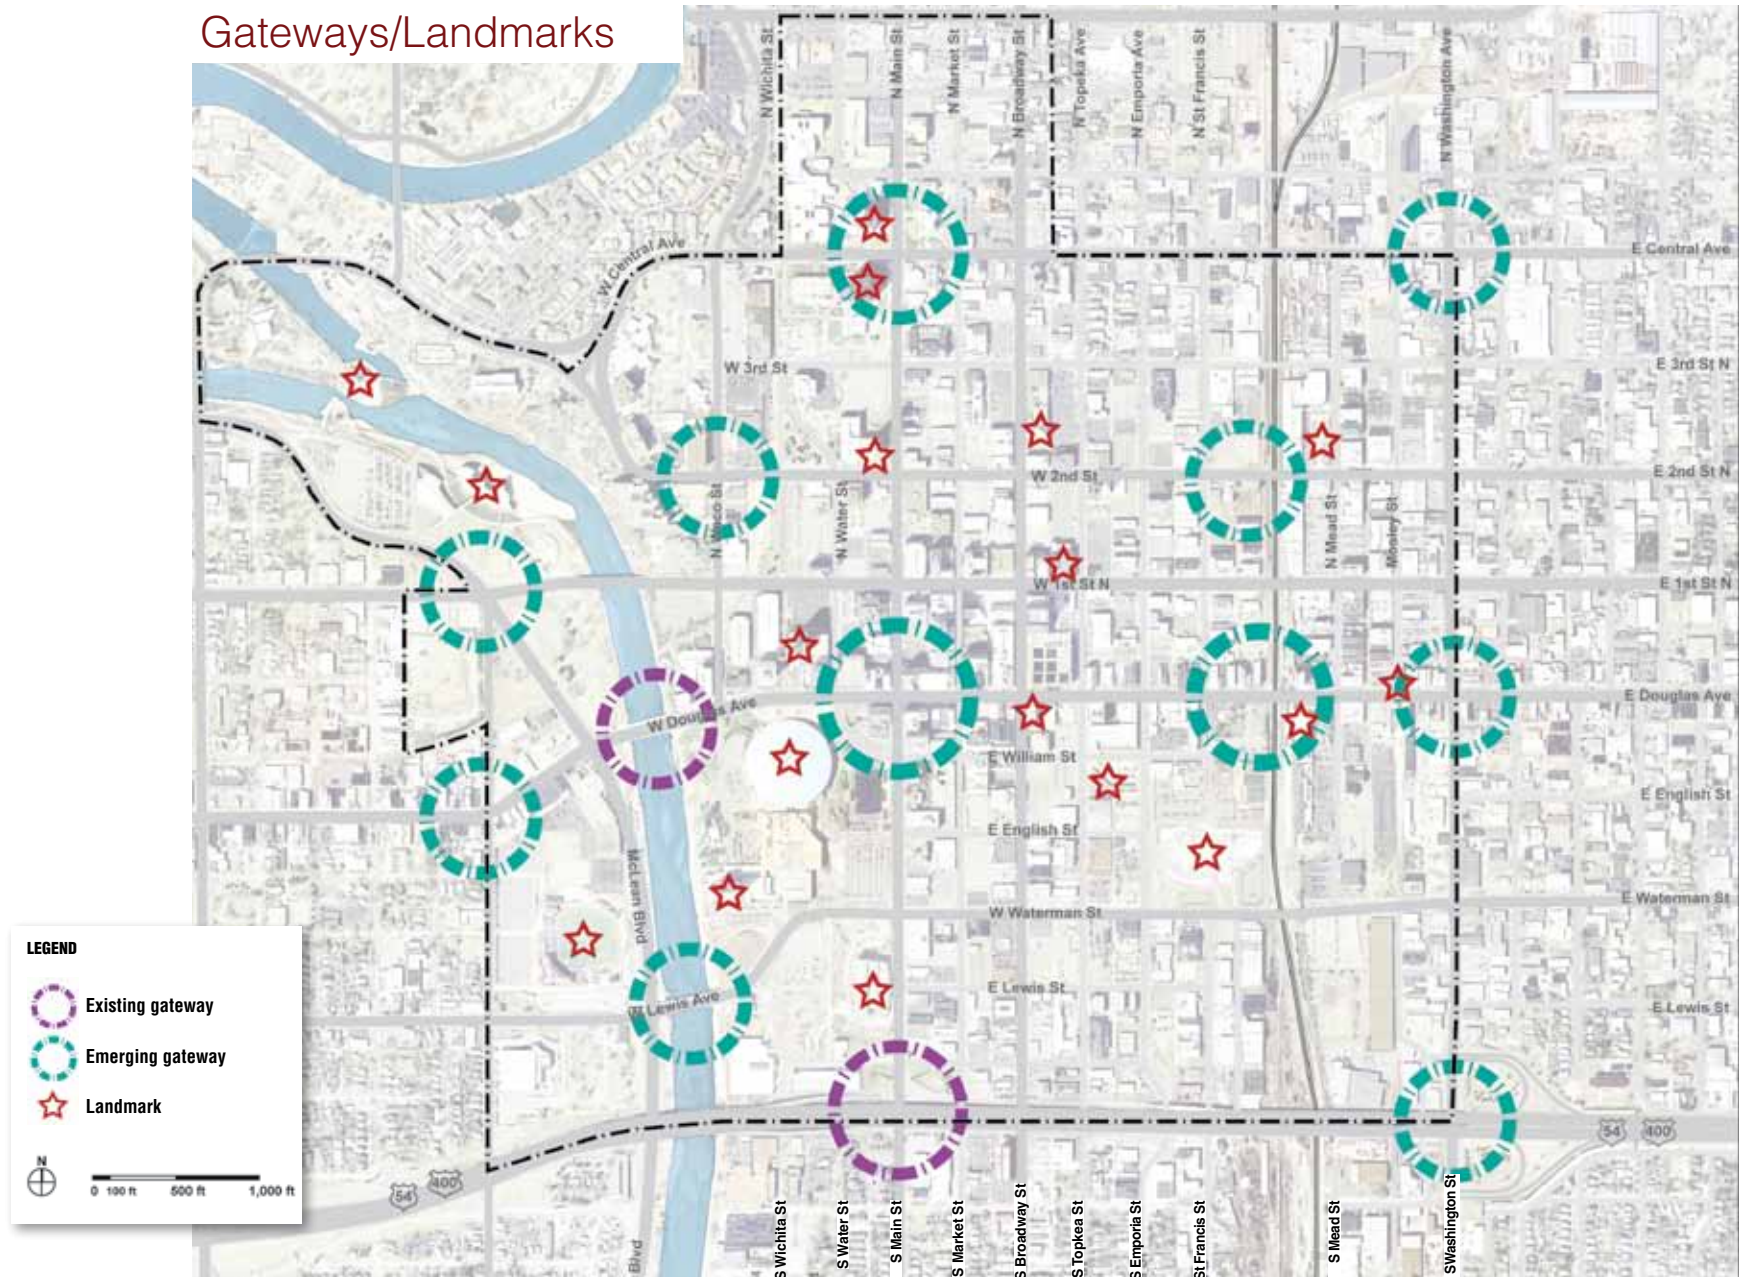 Gateways/Landmarks
N Wichita St
N Main St
N Market St
N Broadway St
N Topeka Ave
N Emporia Ave
N St Francis St
N Washington Ave
W Central Ave
E Central Ave
W 3rd St
E 3rd St N
W 2nd St
E 2nd St N
N Waco St
N Water St
N Mead St
Mosley St
W 1st St N
E 1st St N
W Douglas Ave
E Douglas Ave
E William St
E English St
E English St
McLean Blvd
W Waterman St
E Waterman St
W Lewis Ave
E Lewis St
E Lewis St
54
400
54
400
Blvd
S Wichita St
S Water St
S Main St
S Market St
S Broadway St
S Topkea St
S Emporia St
St Francis St
S Mead St
SWashington St
LEGEND
Existing gateway
Emerging gateway
Landmark
N
0 100 ft 500 ft 1,000 ft